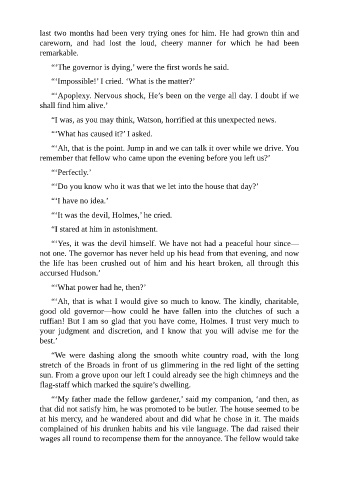 last two months had been very trying ones for him. He had grown thin and
careworn, and had lost the loud, cheery manner for which he had been
remarkable.
“‘The governor is dying,’ were the first words he said.
“‘Impossible!’ I cried. ‘What is the matter?’
“‘Apoplexy. Nervous shock, He’s been on the verge all day. I doubt if we
shall find him alive.’
“I was, as you may think, Watson, horrified at this unexpected news.
“‘What has caused it?’ I asked.
“‘Ah, that is the point. Jump in and we can talk it over while we drive. You
remember that fellow who came upon the evening before you left us?’
“‘Perfectly.’
“‘Do you know who it was that we let into the house that day?’
“‘I have no idea.’
“‘It was the devil, Holmes,’ he cried.
“I stared at him in astonishment.
“‘Yes, it was the devil himself. We have not had a peaceful hour since—
not one. The governor has never held up his head from that evening, and now
the life has been crushed out of him and his heart broken, all through this
accursed Hudson.’
“‘What power had he, then?’
“‘Ah, that is what I would give so much to know. The kindly, charitable,
good old governor—how could he have fallen into the clutches of such a
ruffian! But I am so glad that you have come, Holmes. I trust very much to
your judgment and discretion, and I know that you will advise me for the
best.’
“We were dashing along the smooth white country road, with the long
stretch of the Broads in front of us glimmering in the red light of the setting
sun. From a grove upon our left I could already see the high chimneys and the
flag-staff which marked the squire’s dwelling.
“‘My father made the fellow gardener,’ said my companion, ‘and then, as
that did not satisfy him, he was promoted to be butler. The house seemed to be
at his mercy, and he wandered about and did what he chose in it. The maids
complained of his drunken habits and his vile language. The dad raised their
wages all round to recompense them for the annoyance. The fellow would take